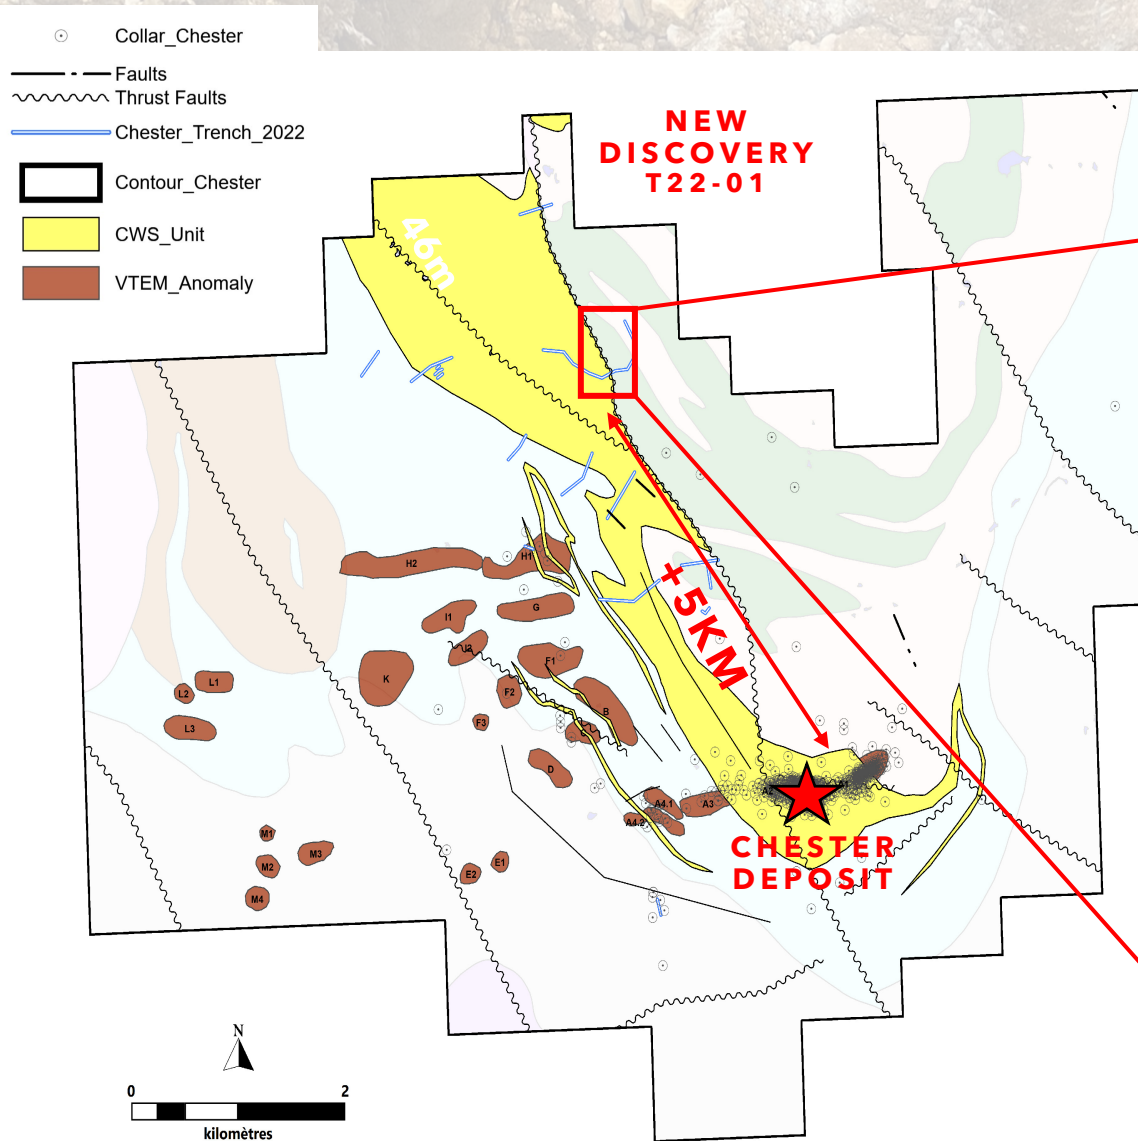 Collar_Chester
Faults
Thrust Faults
Chester_Trench_2022
Contour_Chester
CWS_Unit
VTEM_Anomaly
NEW
DISCOVERY
T22-01
46m
+5KM
H2
H1
G
I1
F1
K
F2
B
F3
L1
L2
L3
D
A4.1
A3
A4.2
CHESTER
DEPOSIT
M1
M2
M3
M4
E2
E1
N
0 2
kilomètres